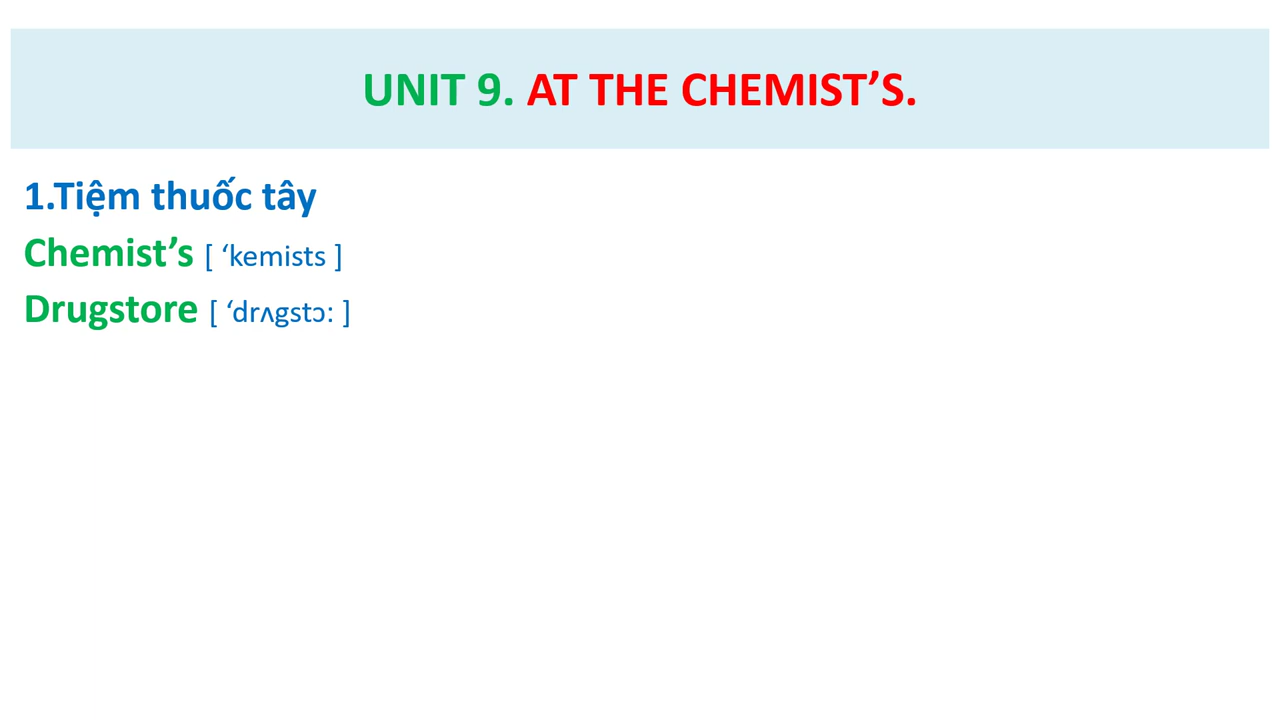 UNIT 9. AT THE CHEMIST’S.
1.Tiệm thuốc tây
Chemist’s [ ‘kemists ]
Drugstore [ ‘drʌgstɔ: ]